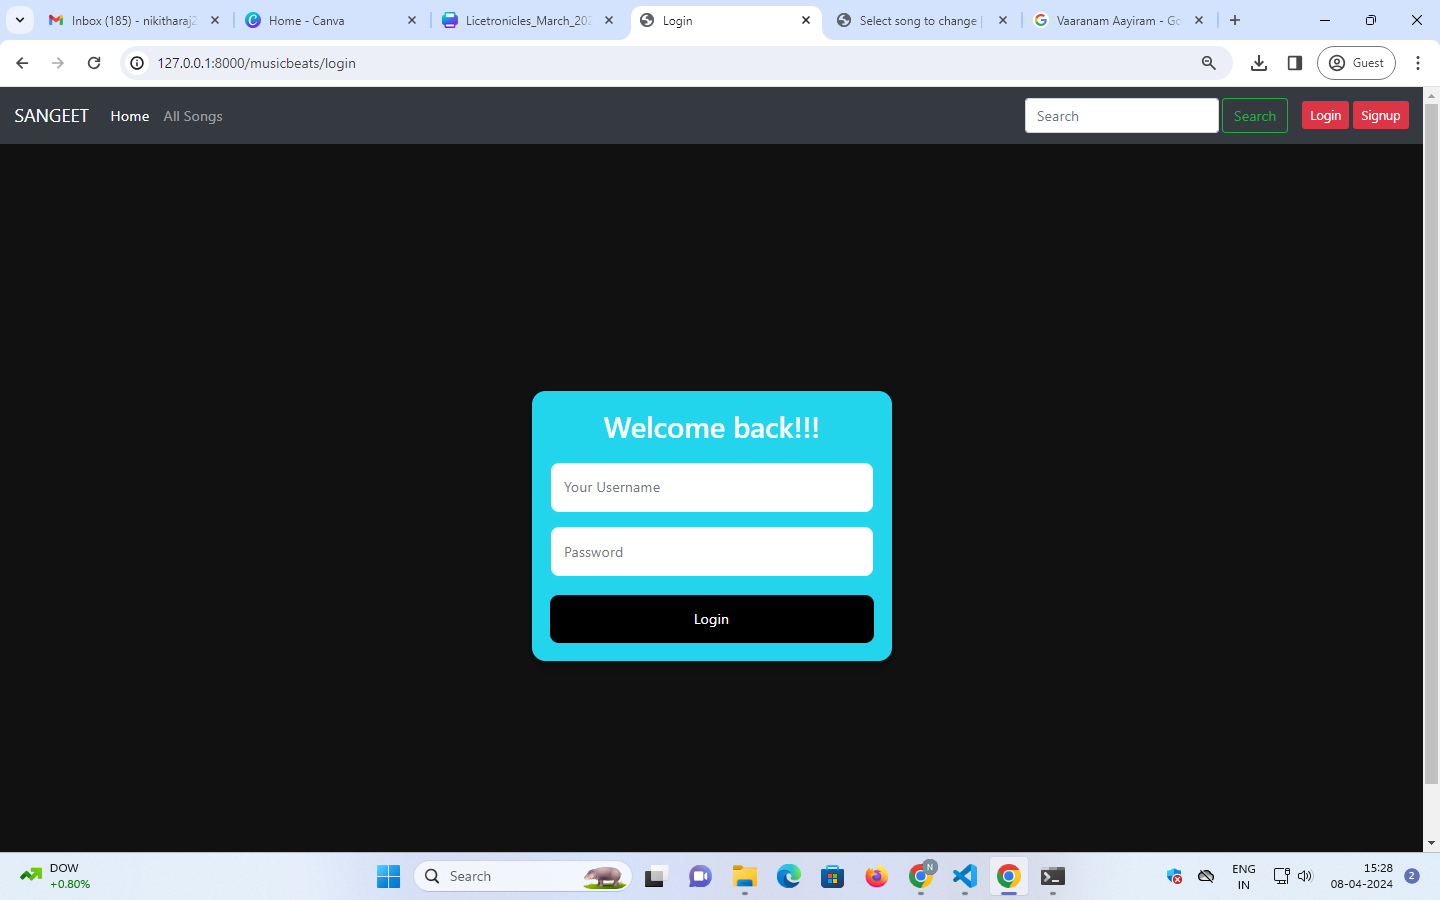 Inbox (185) - nikitharaj2
Home - Canva
Licetronicles_March_202
Login
Select song to change |
Vaaranam Aayiram - Go
127.0.0.1:8000/musicbeats/login
Guest
SANGEET
Home
All Songs
Search
Search
Login
Signup
Welcome back!!!
Your Username
Password
Login
DOW
+0.80%
Search
N
ENG
IN
15:28
08-04-2024
2